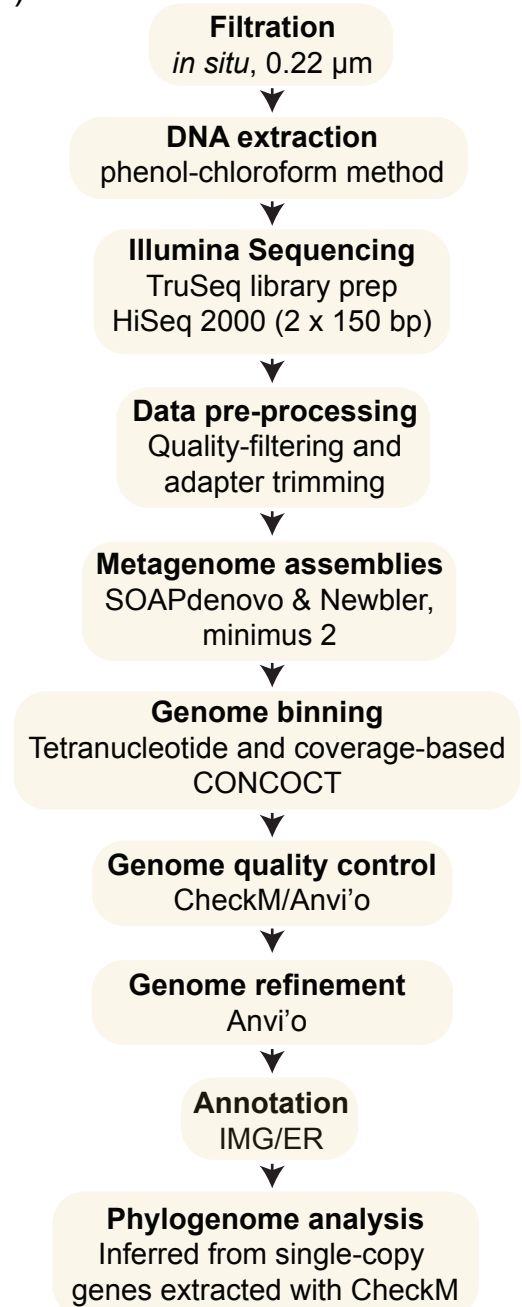 )
Filtration
in situ, 0.22 µm
DNA extraction
phenol-chloroform method
Illumina Sequencing
TruSeq library prep
HiSeq 2000 (2 x 150 bp)
Data pre-processing
Quality-filtering and
adapter trimming
Metagenome assemblies
SOAPdenovo & Newbler,
minimus 2
Genome binning
Tetranucleotide and coverage-based
CONCOCT
Genome quality control
CheckM/Anvi’o
Genome refinement
Anvi’o
Annotation
IMG/ER
Phylogenome analysis
Inferred from single-copy
genes extracted with CheckM